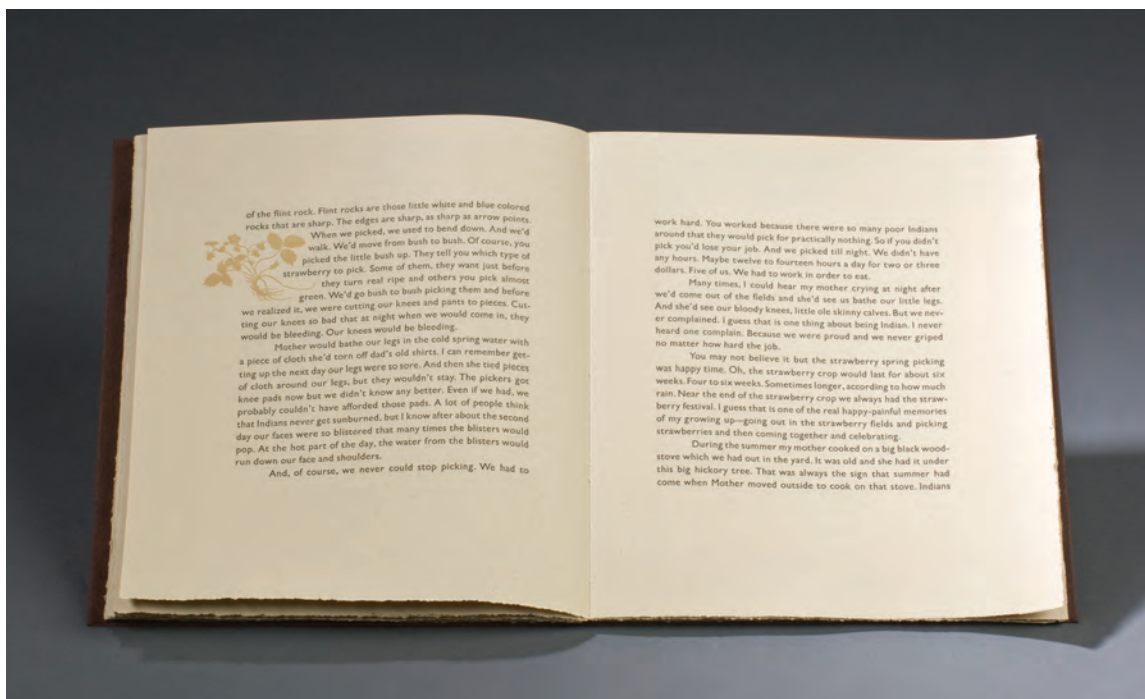 of the flint rock. Flint rocks are those little white and blue colored
rocks that are sharp. The edges are sharp, as sharp as arrow points.
When we picked, we used to bend down. And we'd
walk. We'd move from bush to bush. Of course, you
picked the little bush up. They tell you which type of
strawberry to pick. Some of them, they want just before
they turn real ripe and others you pick almost
green. We'd go bush to bush picking them and before
we realized it, we were cutting our knees and pants to pieces. Cut-
ting our knees so bad that at night when we would come in, they
would be bleeding. Our knees would be bleeding.
Mother would bathe our legs in the cold spring water with
a piece of cloth she'd torn off dad's old shirts. I can remember get-
ting up the next day our legs were so sore. And then she tied pieces
of cloth around our legs, but they wouldn't stay. The pickers got
knee pads now but we didn't know any better. Even if we had, we
probably couldn't have afforded those pads. A lot of people think
that Indians never get sunburned, but I know after about the second
day our faces were so blistered that many times the blisters would
pop. At the hot part of the day, the water from the blisters would
run down our face and shoulders.
And, of course, we never could stop picking. We had to
work hard. You worked because there were so many poor Indians
around that they would pick for practically nothing. So if you didn't
pick you'd lose your job. And we picked till night. We didn't have
any hours. Maybe twelve to fourteen hours a day for two or three
dollars. Five of us. We had to work in order to eat.
Many times, I could hear my mother crying at night after
we'd come out of the fields and she'd see us bathe our little legs.
And she'd see our bloody knees, little ole skinny calves. But we nev-
er complained. I guess that is one thing about being Indian. I never
heard one complain. Because we were proud and we never griped
no matter how hard the job.
You may not believe it but the strawberry spring picking
was happy time. Oh, the strawberry crop would last for about six
weeks. Four to six weeks. Sometimes longer, according to how much
rain. Near the end of the strawberry crop we always had the straw-
berry festival. I guess that is one of the real happy-painful memories
of my growing up—going out in the strawberry fields and picking
strawberries and then coming together and celebrating.
During the summer my mother cooked on a big black wood-
stove which we had out in the yard. It was old and she had it under
this big hickory tree. That was always the sign that summer had
come when Mother moved outside to cook on that stove. Indians